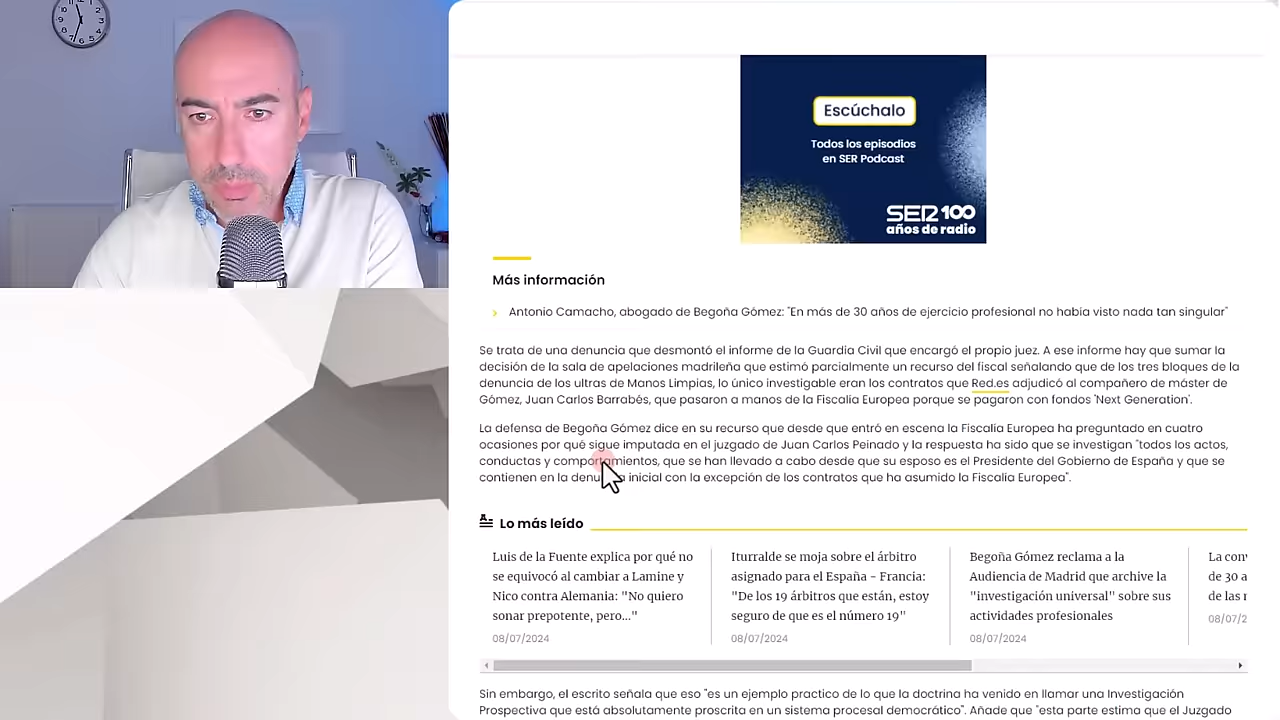 Escúchalo
Todos los episodios
en SER Podcast
SER 100
años de radio
Más información
Antonio Camacho, abogado de Begoña Gómez: "En más de 30 años de ejercicio profesional no había visto nada tan singular"
Se trata de una denuncia que desmontó el informe de la Guardia Civil que encargó el propio juez. A ese informe hay que sumar la
decisión de la sala de apelaciones madrileña que estimó parcialmente un recurso del fiscal señalando que de los tres bloques de la
denuncia de los ultras de Manos Limpias, lo único investigable eran los contratos que Red.es adjudicó al compañero de máster de
Gómez, Juan Carlos Barrabés, que pasaron a manos de la Fiscalía Europea porque se pagaron con fondos 'Next Generation'.
La defensa de Begoña Gómez dice en su recurso que desde que entró en escena la Fiscalía Europea ha preguntado en cuatro
ocasiones por qué sigue imputada en el juzgado de Juan Carlos Peinado y la respuesta ha sido que se investigan "todos los actos,
conductas y comportamientos, que se han llevado a cabo desde que su esposo es el Presidente del Gobierno de España y que se
contienen en la denuncia inicial con la excepción de los contratos que ha asumido la Fiscalía Europea".
Lo más leído
Luis de la Fuente explica por qué no
se equivocó al cambiar a Lamine y
Nico contra Alemania: "No quiero
sonar prepotente, pero..."
08/07/2024
Iturralde se moja sobre el árbitro
asignado para el España - Francia:
"De los 19 árbitros que están, estoy
seguro de que es el número 19"
08/07/2024
Begoña Gómez reclama a la
Audiencia de Madrid que archive la
"investigación universal" sobre sus
actividades profesionales
08/07/2024
La
de 30
de las
08/07/2
Sin embargo, el escrito señala que eso "es un ejemplo practico de lo que la doctrina ha venido en llamar una Investigación
Prospectiva que está absolutamente proscrita en un sistema procesal democrático". Añade que "esta parte estima que el Juzgado